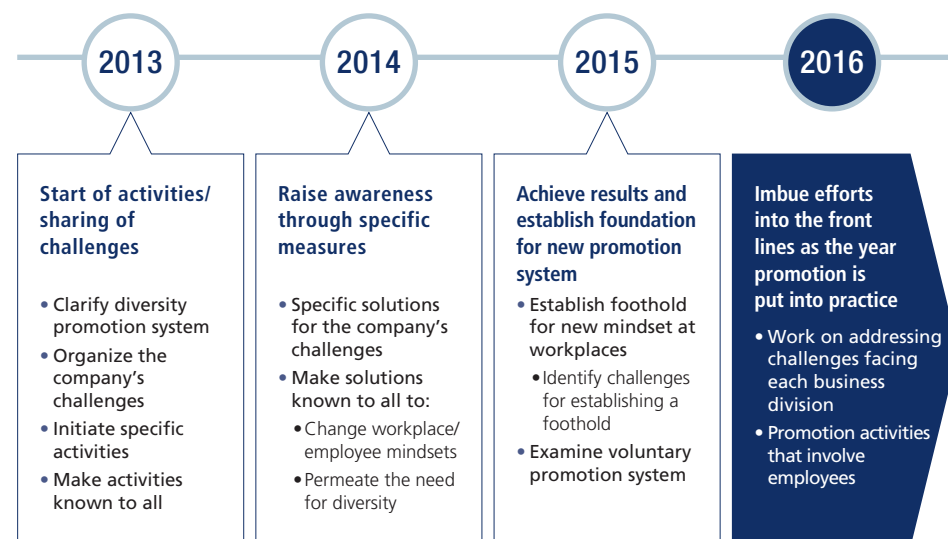 2013
2014
2015
2016
Start of activities/
sharing of
challenges
• Clarify diversity
promotion system
• Organize the
company's
challenges
• Initiate specific
activities
• Make activities
known to all
Raise awareness
through specific
measures
• Specific solutions
for the company's
challenges
• Make solutions
known to all to:
• Change workplace/
employee mindsets
• Permeate the need
for diversity
Achieve results and
establish foundation
for new promotion
system
• Establish foothold
for new mindset at
workplaces
• Identify challenges
for establishing a
foothold
• Examine voluntary
promotion system
Imbue efforts
into the front
lines as the year
promotion is
put into practice
• Work on addressing
challenges facing
each business
division
• Promotion activities
that involve
employees